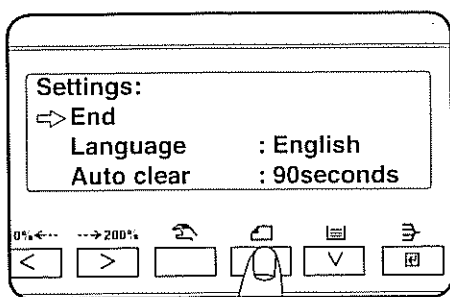 Settings:
⇨End
Language : English
Auto clear : 90seconds
0%←-- --→200%
< > V